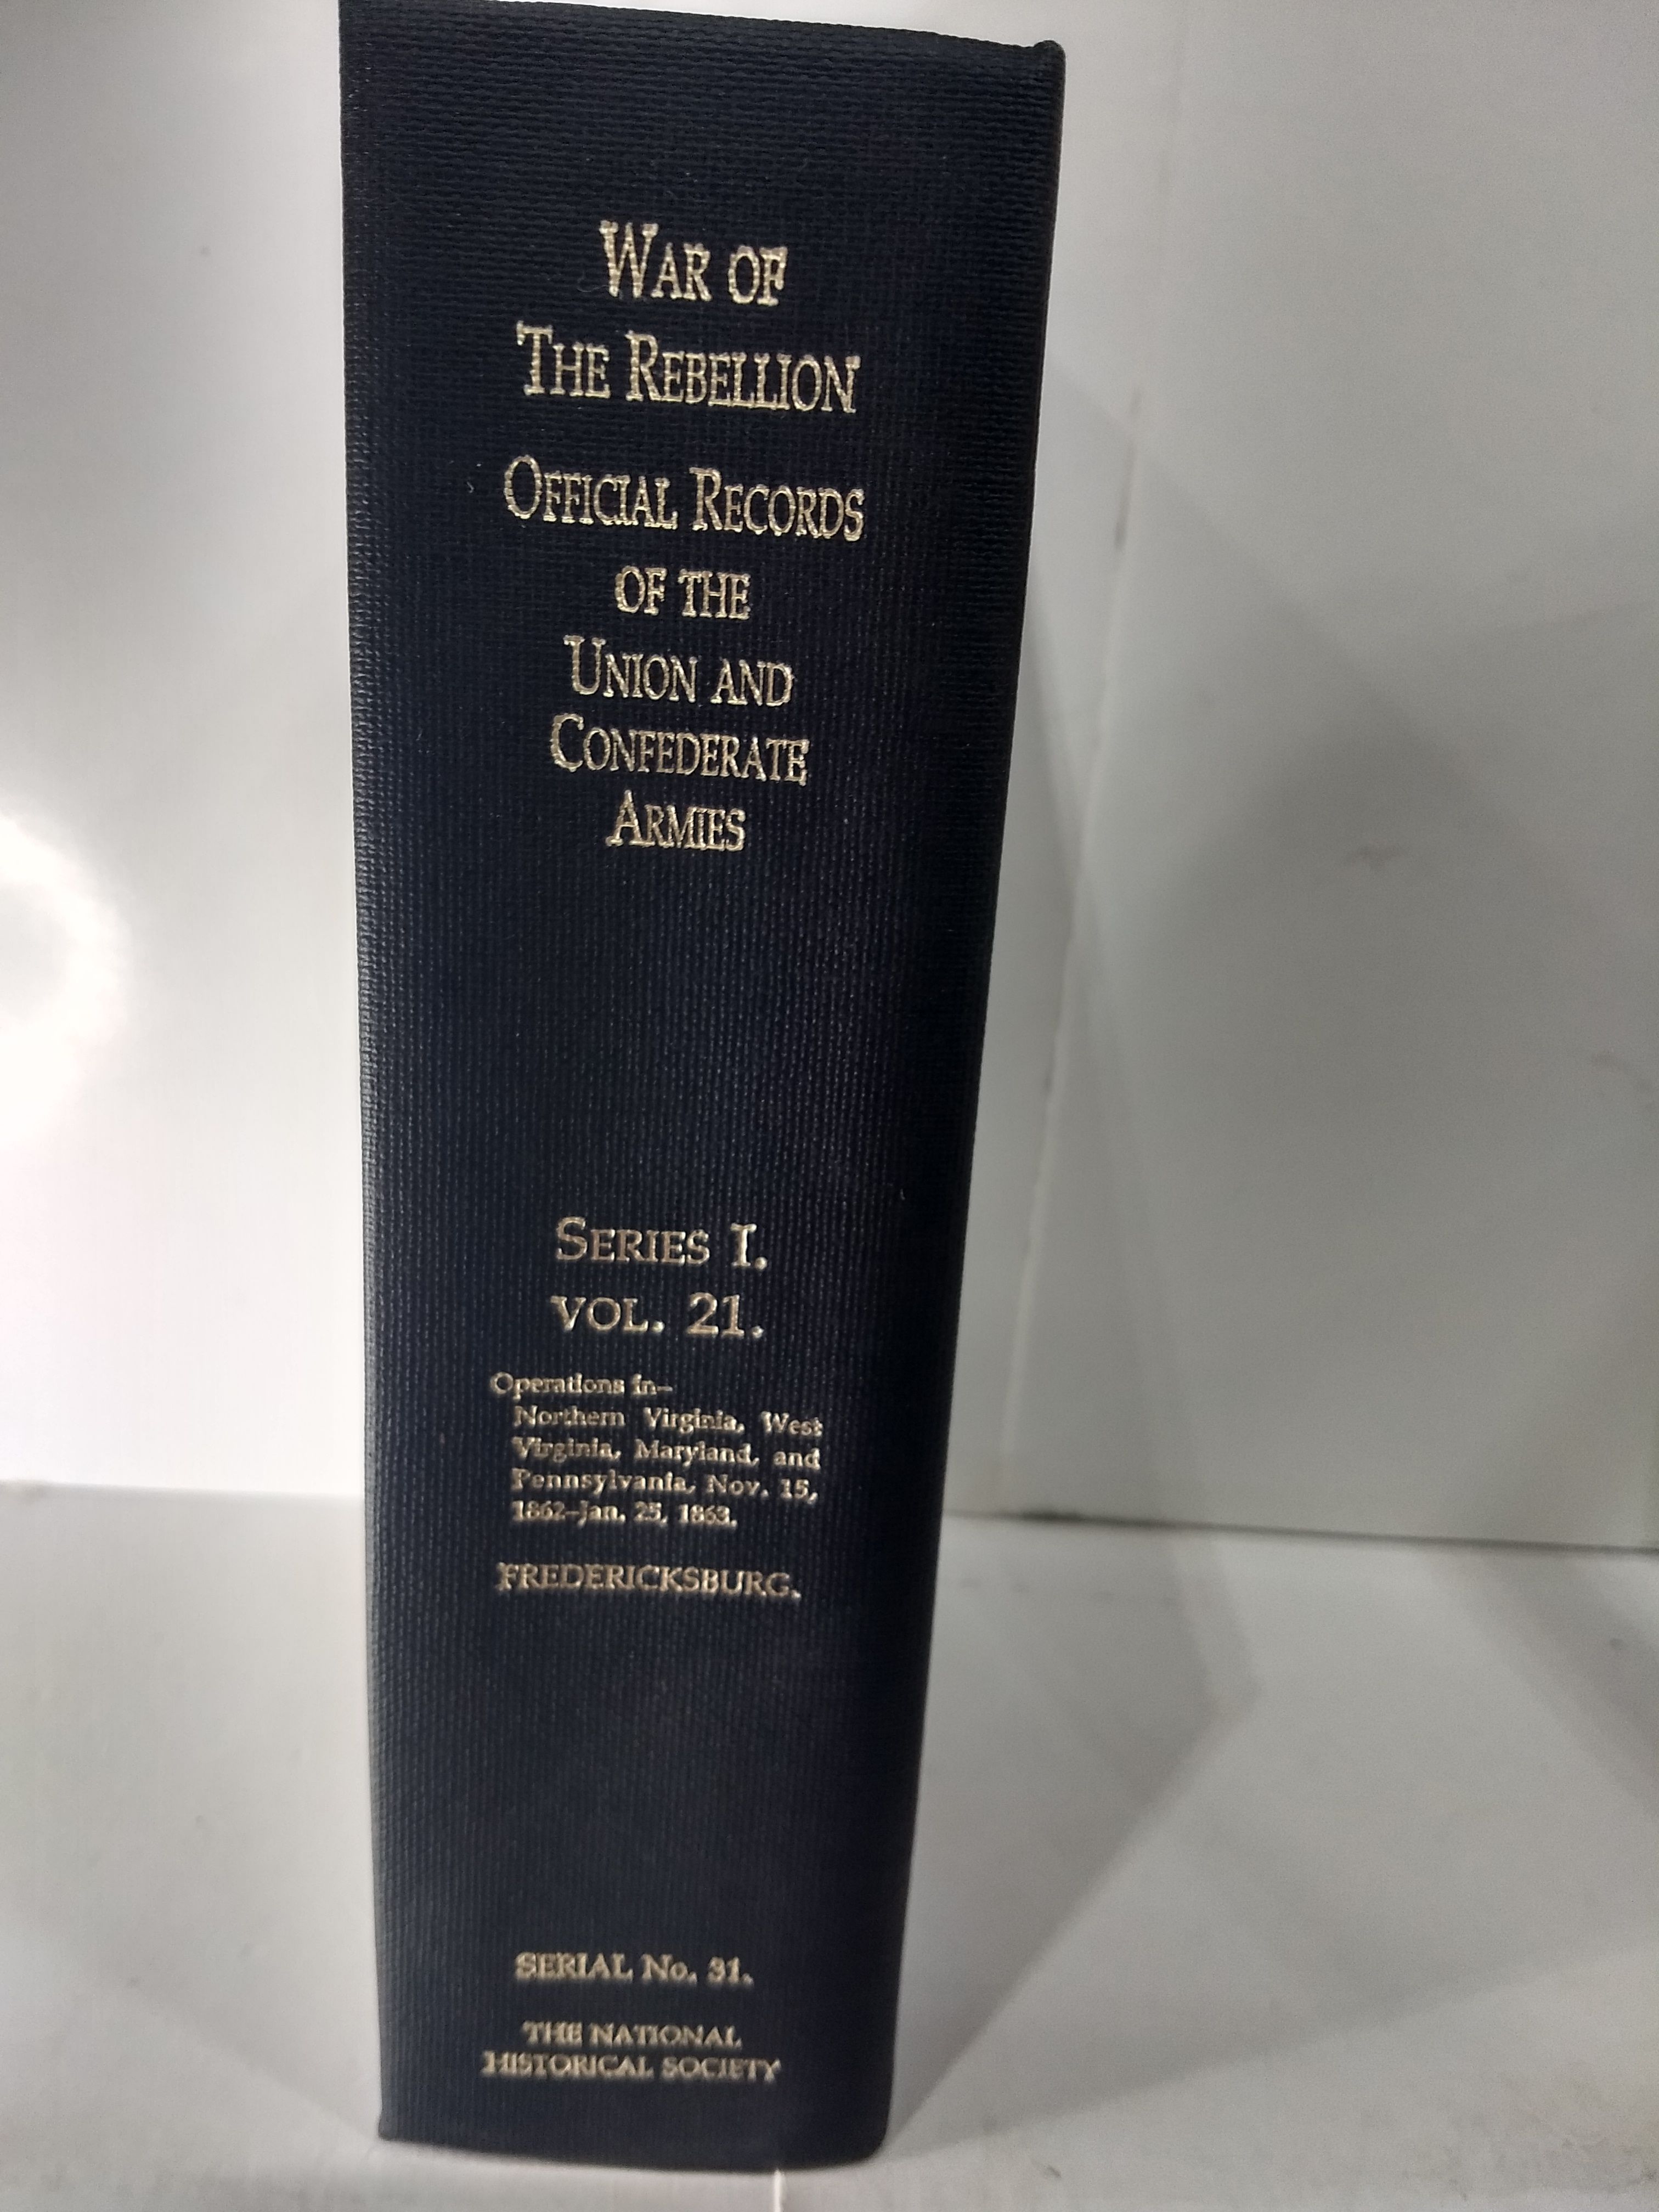 WAR OF
THE REBELLION
OFFICIAL RECORDS
OF THE
UNION AND
CONFEDERATE
ARMIES
SERIES I.
VOL. 21.
Operations in–
Northern Virginia, West
Virginia, Maryland, and
Pennsylvania, Nov. 15,
1862–Jan. 25, 1863.
FREDERICKSBURG.
SERIAL No. 31.
THE NATIONAL
HISTORICAL SOCIETY